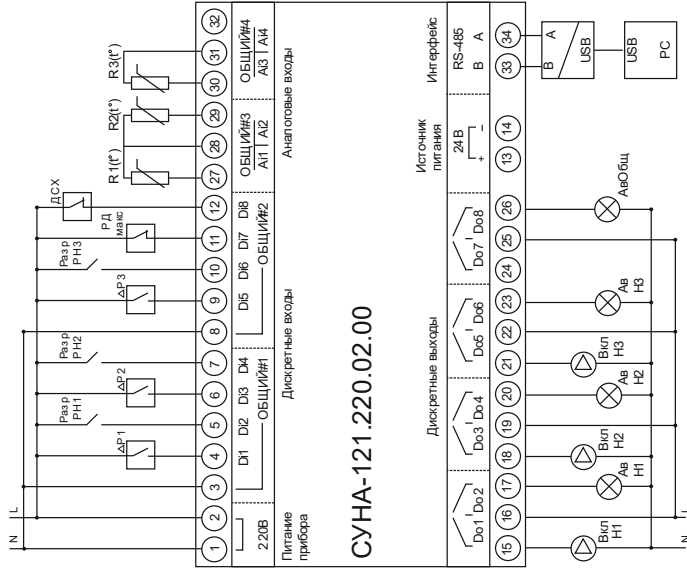 N
L
ΔP1
Разр
РН1
ΔP2
Разр
РН2
ΔP3
Разр
РН3
РД
макс
ДСХ
R1(t°)
R2(t°)
R3(t°)
1 2 3 4 5 6 7 8 9 10 11 12 27 28 29 30 31 32
220В
Di1 Di2 Di3 Di4
ОБЩИЙ#1
Di5 Di6 Di7 Di8
ОБЩИЙ#2
ОБЩИЙ#3
Ai1 Ai2
ОБЩИЙ#4
Ai3 Ai4
Питание
прибора
Дискретные входы
Аналоговые входы
СУНА-121.220.02.00
Дискретные выходы
Источник
питания
Интерфейс
Do1 Do2
Do3 Do4
Do5 Do6
Do7 Do8
24В
+ –
RS-485
B A
15 16 17 18 19 20 21 22 23 24 25 26 13 14 33 34
Вкл
Н1
Ав
Н1
Вкл
Н2
Ав
Н2
Вкл
Н3
Ав
Н3
АвОбщ
B A
USB
USB
PC
N
L